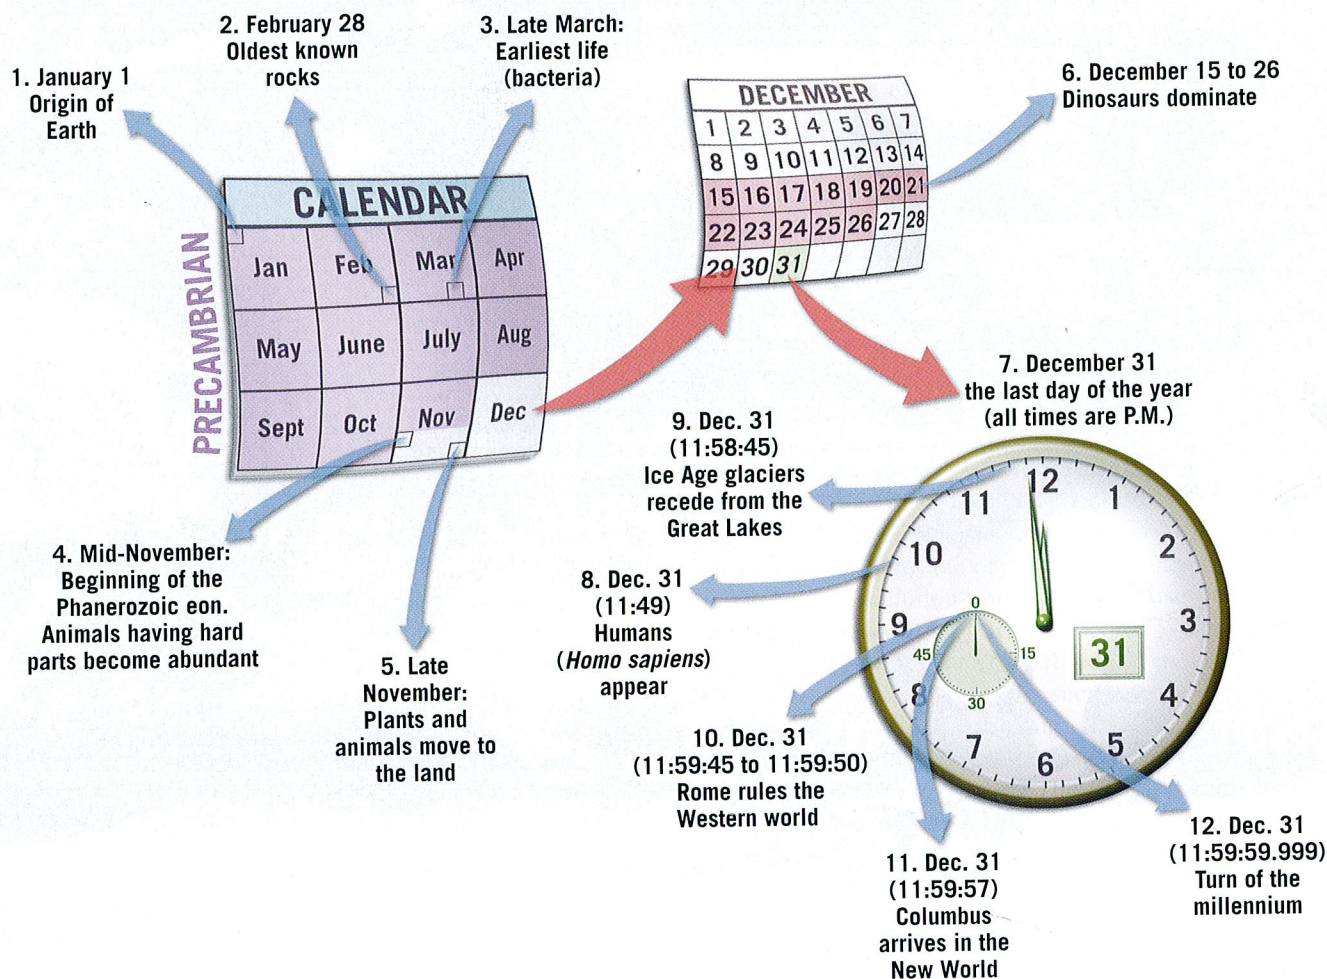 1. January 1
Origin of
Earth
2. February 28
Oldest known
rocks
3. Late March:
Earliest life
(bacteria)
PRECAMBRIAN
CALENDAR
Jan Feb Mar Apr
May June July Aug
Sept Oct Nov Dec
DECEMBER
1 2 3 4 5 6 7
8 9 10 11 12 13 14
15 16 17 18 19 20 21
22 23 24 25 26 27 28
29 30 31
6. December 15 to 26
Dinosaurs dominate
4. Mid-November:
Beginning of the
Phanerozoic eon.
Animals having hard
parts become abundant
5. Late
November:
Plants and
animals move to
the land
7. December 31
the last day of the year
(all times are P.M.)
12
1
2
3
4
5
6
7
8
9
10
11
0
15
30
45
31
8. Dec. 31
(11:49)
Humans
(Homo sapiens)
appear
9. Dec. 31
(11:58:45)
Ice Age glaciers
recede from the
Great Lakes
10. Dec. 31
(11:59:45 to 11:59:50)
Rome rules the
Western world
11. Dec. 31
(11:59:57)
Columbus
arrives in the
New World
12. Dec. 31
(11:59:59.999)
Turn of the
millennium